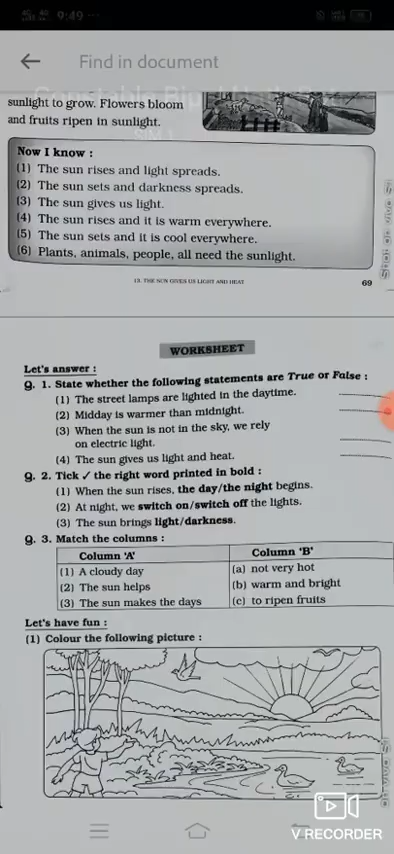 9:49
Find in document
sunlight to grow. Flowers bloom
and fruits ripen in sunlight.
Now I know :
(1) The sun rises and light spreads.
(2) The sun sets and darkness spreads.
(3) The sun gives us light.
(4) The sun rises and it is warm everywhere.
(5) The sun sets and it is cool everywhere.
(6) Plants, animals, people, all need the sunlight.
13. THE SUN GIVES US LIGHT AND HEAT
69
WORKSHEET
Let's answer :
Q. 1. State whether the following statements are True or False :
(1) The street lamps are lighted in the daytime.
(2) Midday is warmer than midnight.
(3) When the sun is not in the sky, we rely
on electric light.
(4) The sun gives us light and heat.
Q. 2. Tick ✓ the right word printed in bold :
(1) When the sun rises, the day/the night begins.
(2) At night, we switch on/switch off the lights.
(3) The sun brings light/darkness.
Q. 3. Match the columns :
Column 'A' Column 'B'
(1) A cloudy day (a) not very hot
(2) The sun helps (b) warm and bright
(3) The sun makes the days (c) to ripen fruits
Let's have fun :
(1) Colour the following picture :
V RECORDER